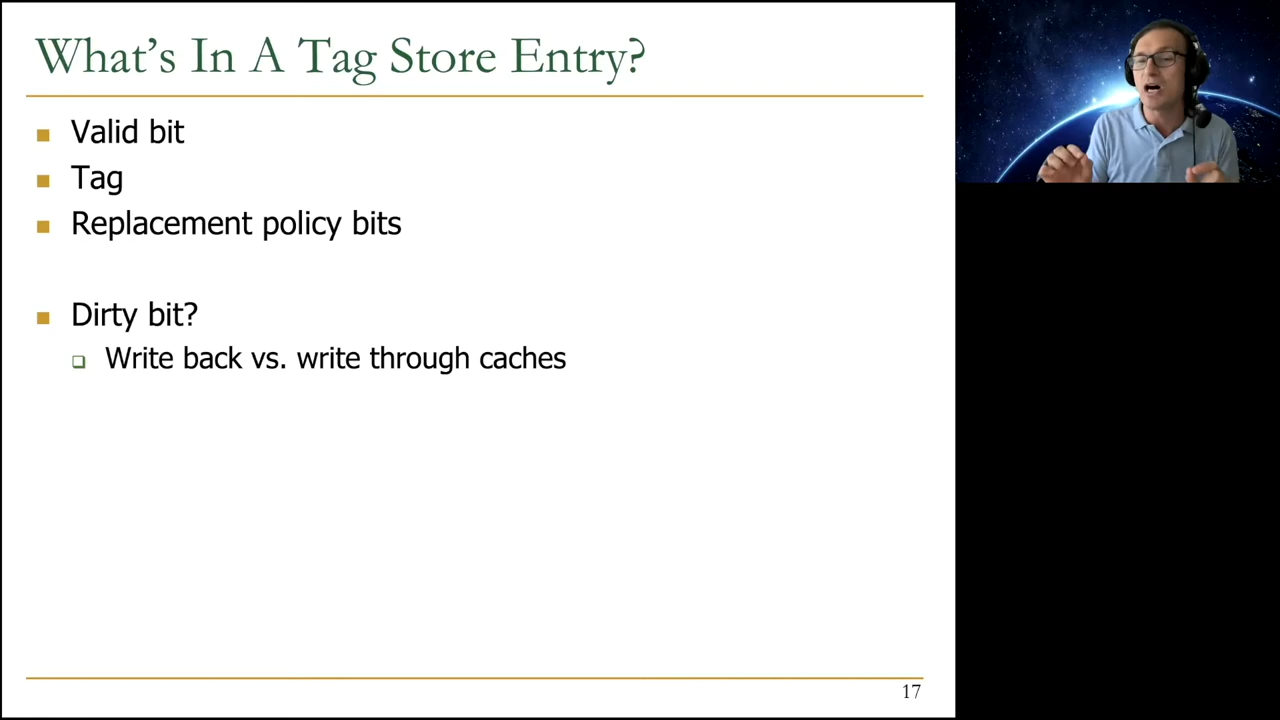 What's In A Tag Store Entry?
Valid bit
Tag
Replacement policy bits
Dirty bit?
Write back vs. write through caches
17